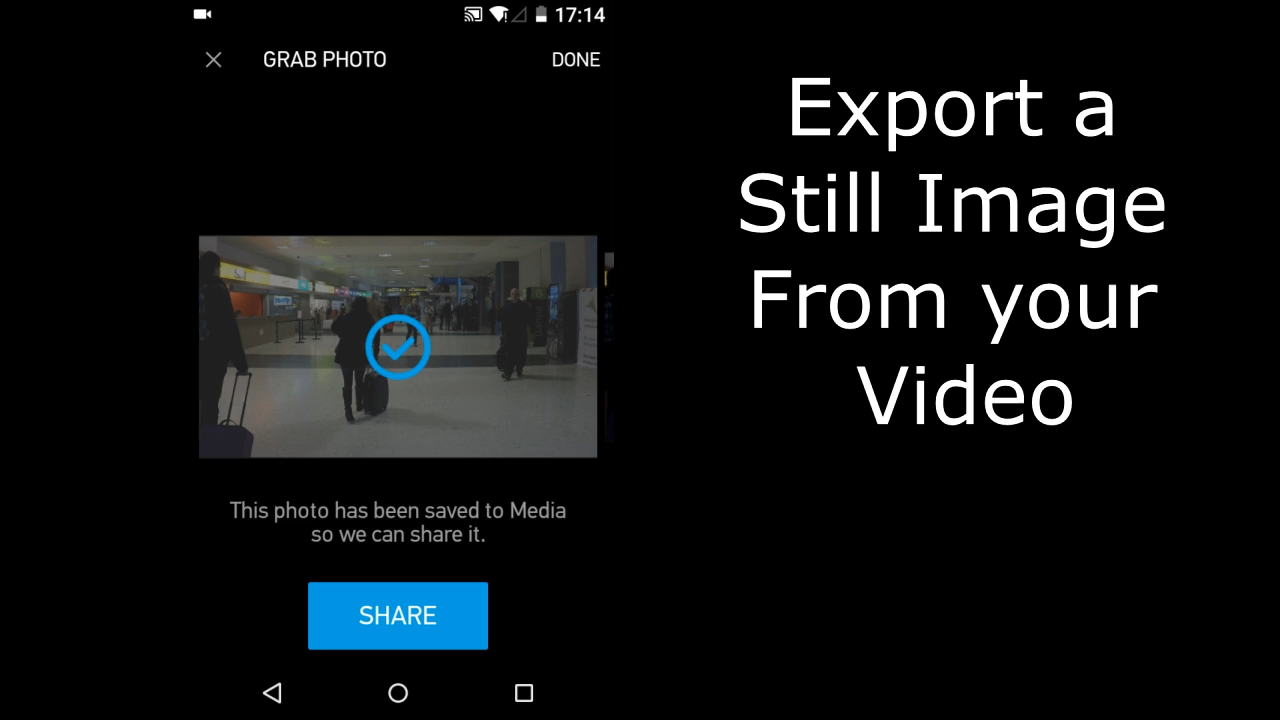 17:14
GRAB PHOTO
DONE
This photo has been saved to Media
so we can share it.
SHARE
Export a
Still Image
From your
Video